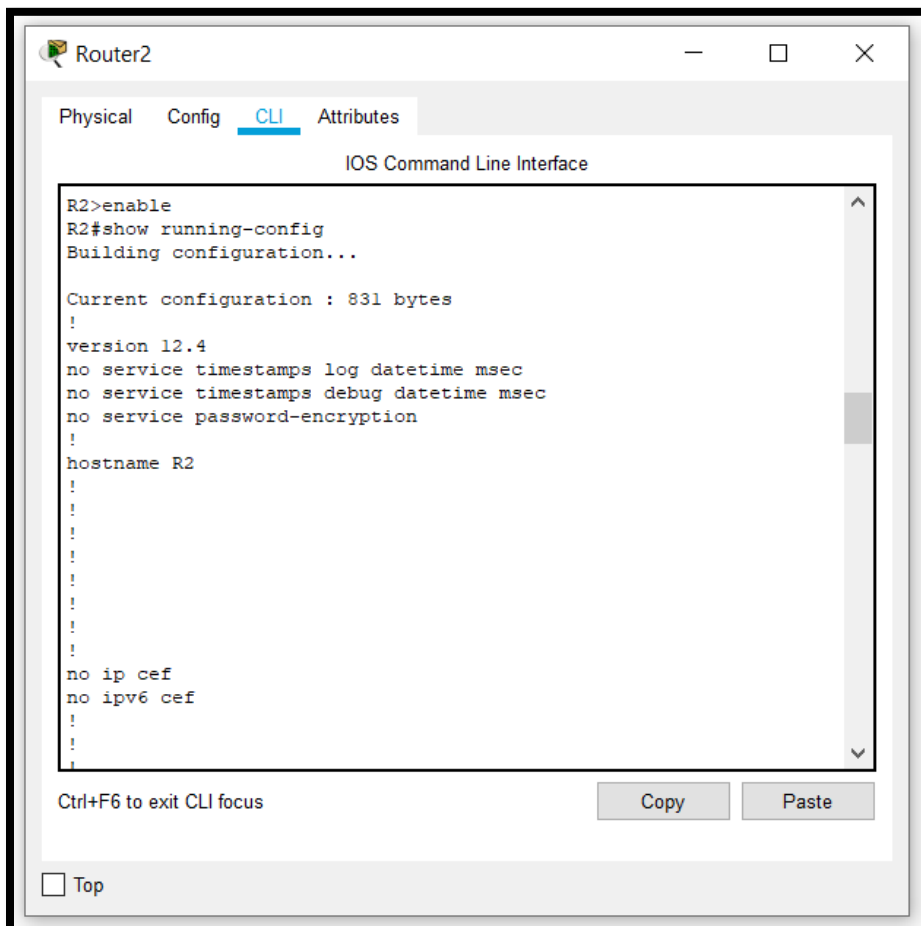 Router2
Physical Config CLI Attributes
IOS Command Line Interface
R2>enable
R2#show running-config
Building configuration...
Current configuration : 831 bytes
!
version 12.4
no service timestamps log datetime msec
no service timestamps debug datetime msec
no service password-encryption
!
hostname R2
!
!
!
!
!
!
!
!
no ip cef
no ipv6 cef
!
!
!
Ctrl+F6 to exit CLI focus
Copy Paste
Top